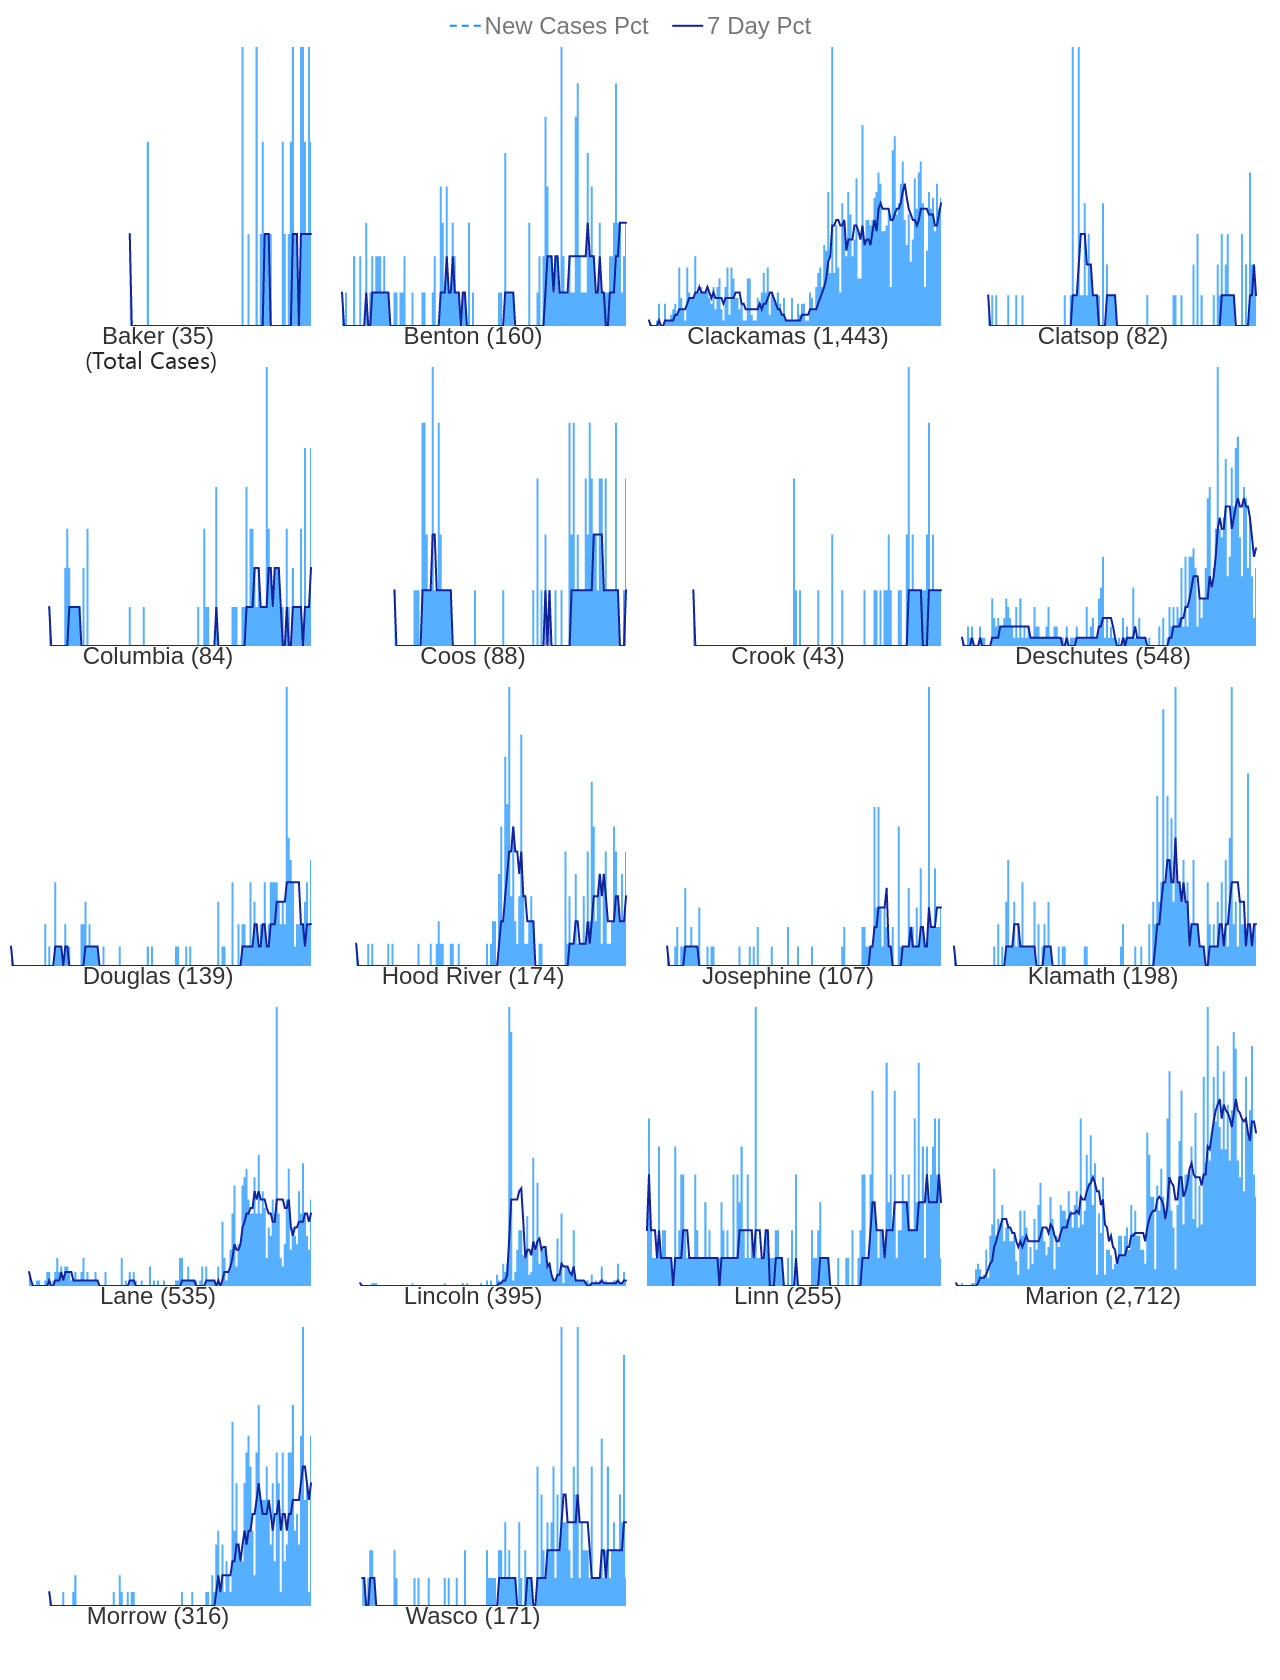 New Cases Pct 7 Day Pct
Baker (35) Benton (160) Clackamas (1,443) Clatsop (82)
(Total Cases)
Columbia (84) Coos (88) Crook (43) Deschutes (548)
Douglas (139) Hood River (174) Josephine (107) Klamath (198)
Lane (535) Lincoln (395) Linn (255) Marion (2,712)
Morrow (316) Wasco (171)